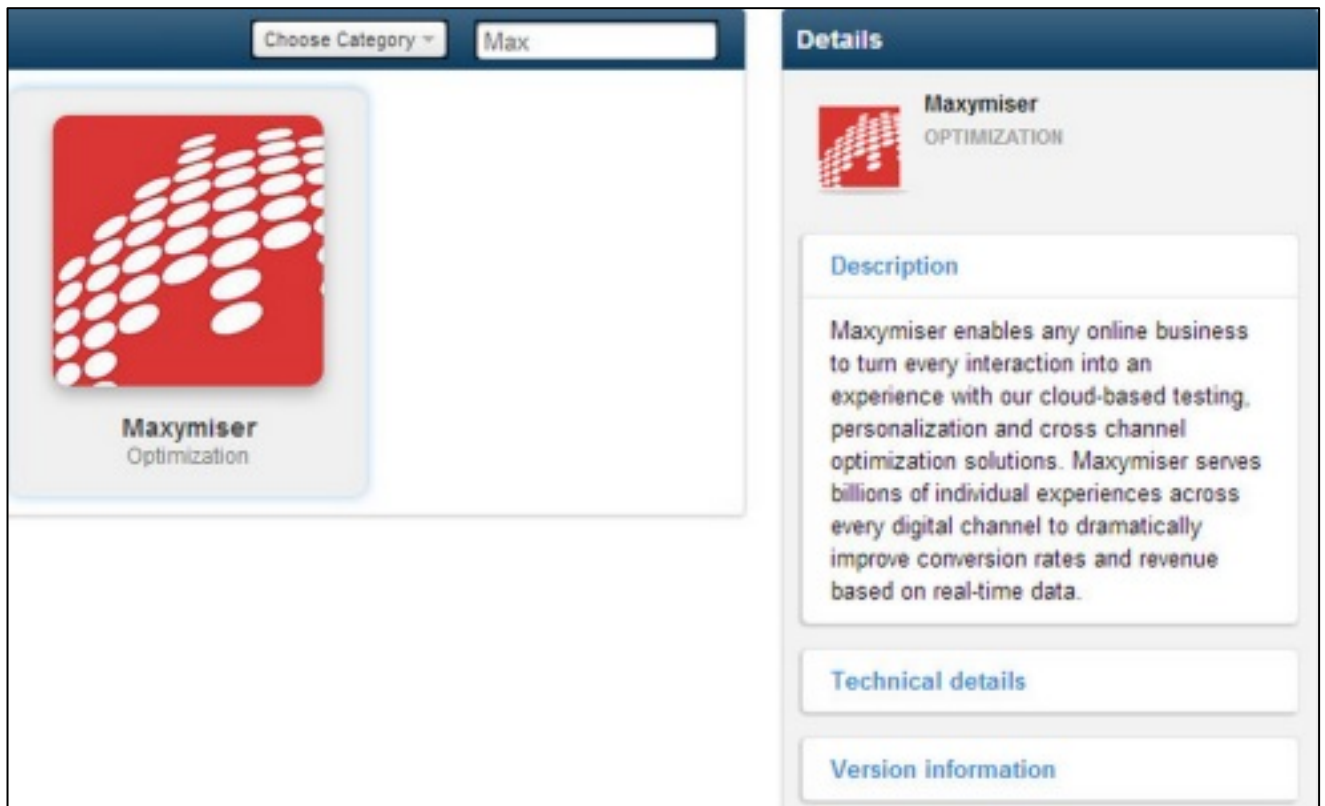 Choose Category
Max
Maxymiser
Optimization
Details
Maxymiser
OPTIMIZATION
Description
Maxymiser enables any online business
to turn every interaction into an
experience with our cloud-based testing,
personalization and cross channel
optimization solutions. Maxymiser serves
billions of individual experiences across
every digital channel to dramatically
improve conversion rates and revenue
based on real-time data.
Technical details
Version information